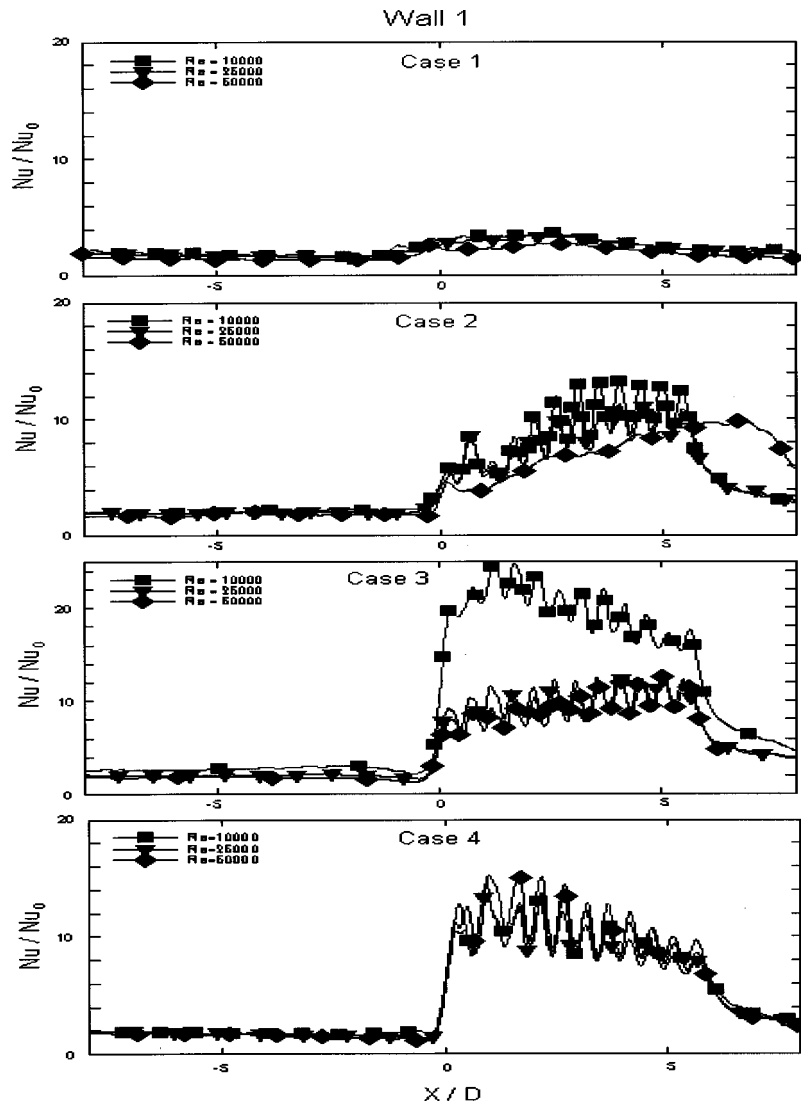 Wall 1
20
Case 1
Re - 10000
Re - 25000
Re - 50000
Nu / Nu0
10
0
-5
0
5
20
Case 2
Re - 10000
Re - 25000
Re - 50000
Nu / Nu0
10
0
-5
0
5
Case 3
Re - 10000
Re - 25000
Re - 50000
20
Nu / Nu0
10
0
-5
0
5
20
Case 4
Re-10000
Re-25000
Re-50000
Nu / Nu0
10
0
-5
0
5
X / D